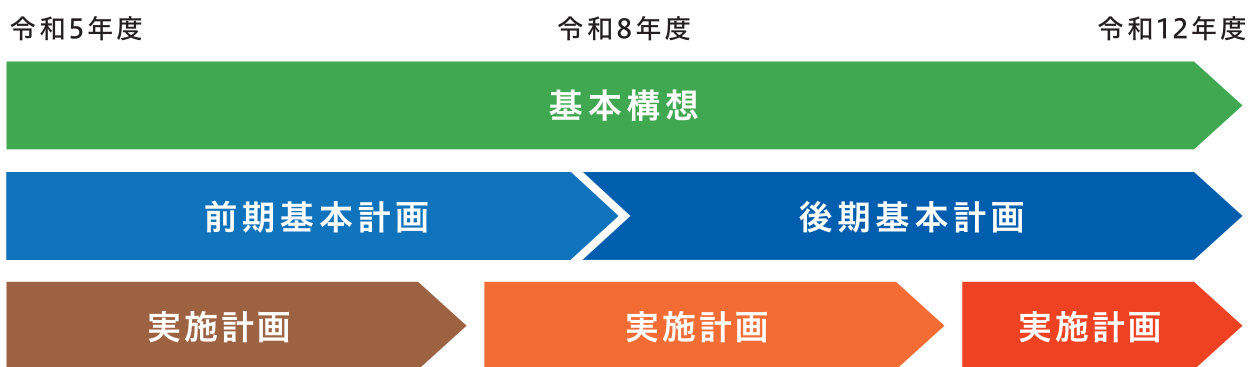 令和5年度 令和8年度 令和12年度
基本構想
前期基本計画 後期基本計画
実施計画 実施計画 実施計画